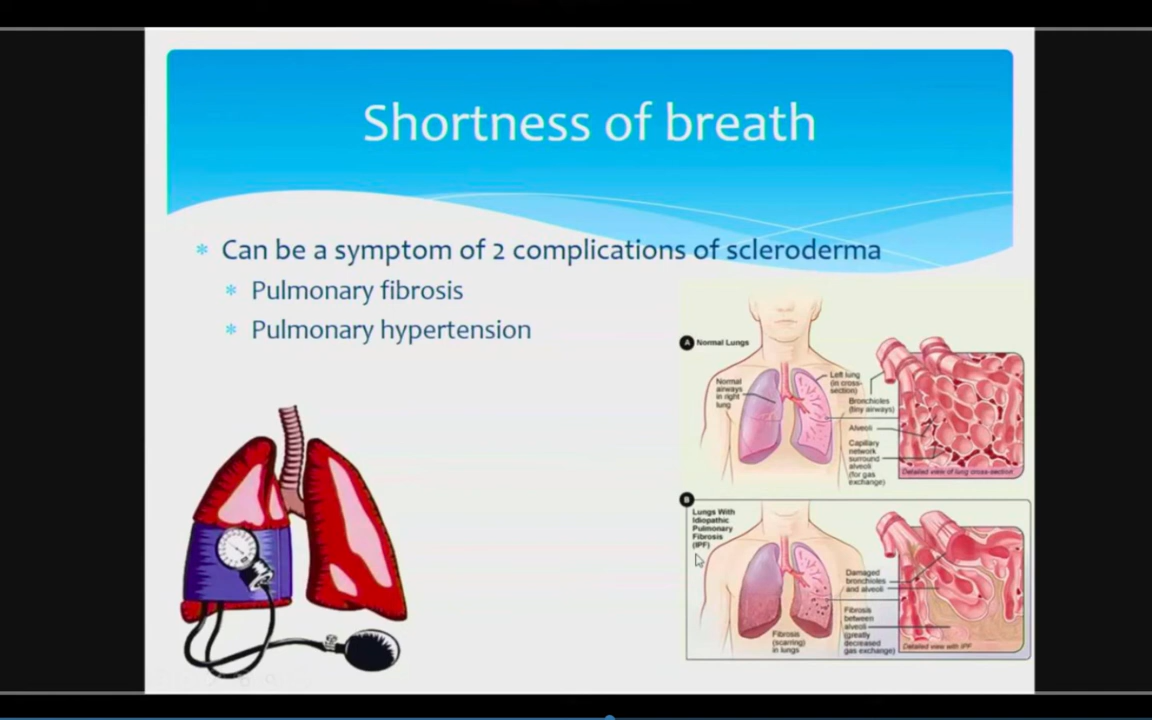 Shortness of breath
* Can be a symptom of 2 complications of scleroderma
* Pulmonary fibrosis
* Pulmonary hypertension
A Normal Lungs
Normal
airways
in right
lung
Left lung
(in cross-
section)
Bronchioles
(tiny airways)
Alveoli
Capillary
network
surround
alveoli
(for gas
exchange)
Detailed view of lung cross-section
B
Lungs With
Idiopathic
Pulmonary
Fibrosis
(IPF)
Damaged
bronchioles
and alveoli
Fibrosis
between
alveoli
(greatly
decreased
gas exchange)
Fibrosis
(scarring)
in lungs
Detailed view with IPF